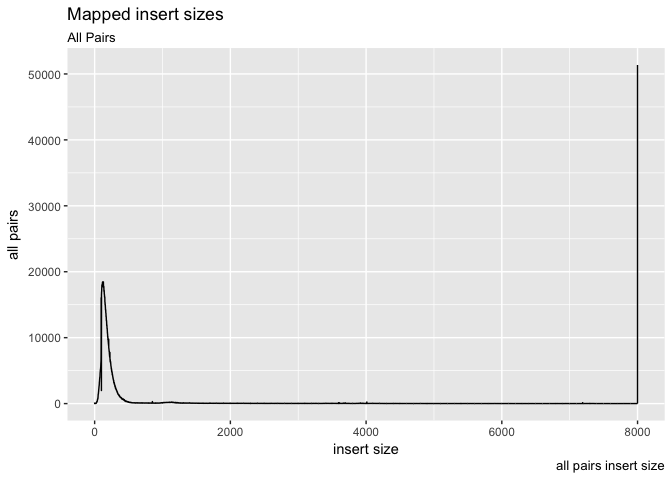 Mapped insert sizes
All Pairs
all pairs
50000
40000
30000
20000
10000
0
0 2000 4000 6000 8000
insert size
all pairs insert size